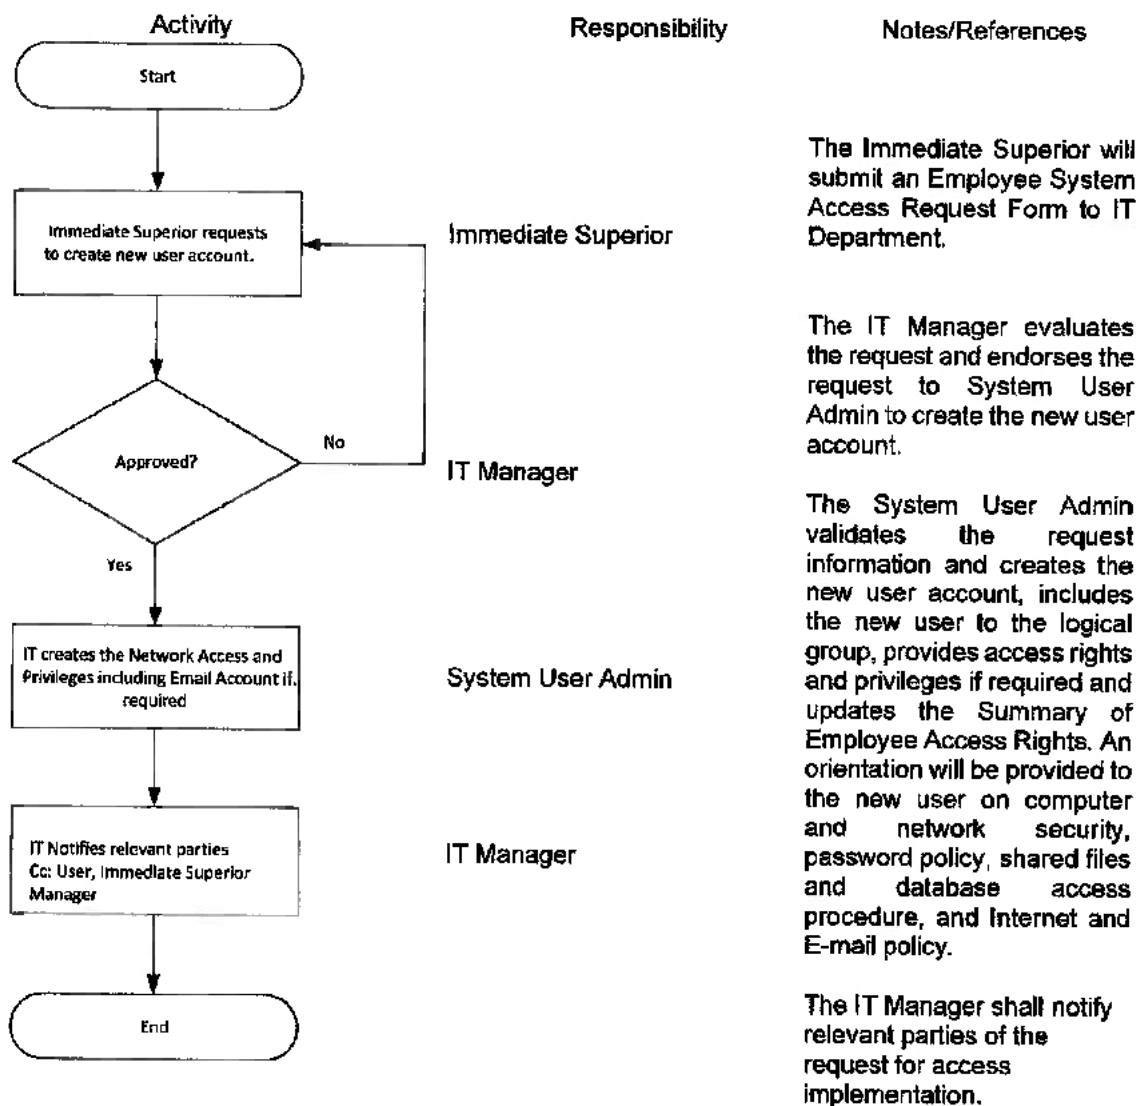 Activity
Responsibility
Notes/References
Start
The Immediate Superior will
submit an Employee System
Access Request Form to IT
Department.
Immediate Superior requests
to create new user account.
Immediate Superior
The IT Manager evaluates
the request and endorses the
request to System User
Admin to create the new user
account.
Approved?
No
IT Manager
Yes
The System User Admin
validates the request
information and creates the
new user account, includes
the new user to the logical
group, provides access rights
and privileges if required and
updates the Summary of
Employee Access Rights. An
orientation will be provided to
the new user on computer
and network security,
password policy, shared files
and database access
procedure, and Internet and
E-mail policy.
IT creates the Network Access and
Privileges including Email Account if
required
System User Admin
IT Notifies relevant parties
Cc: User, Immediate Superior
Manager
IT Manager
End
The IT Manager shall notify
relevant parties of the
request for access
implementation.